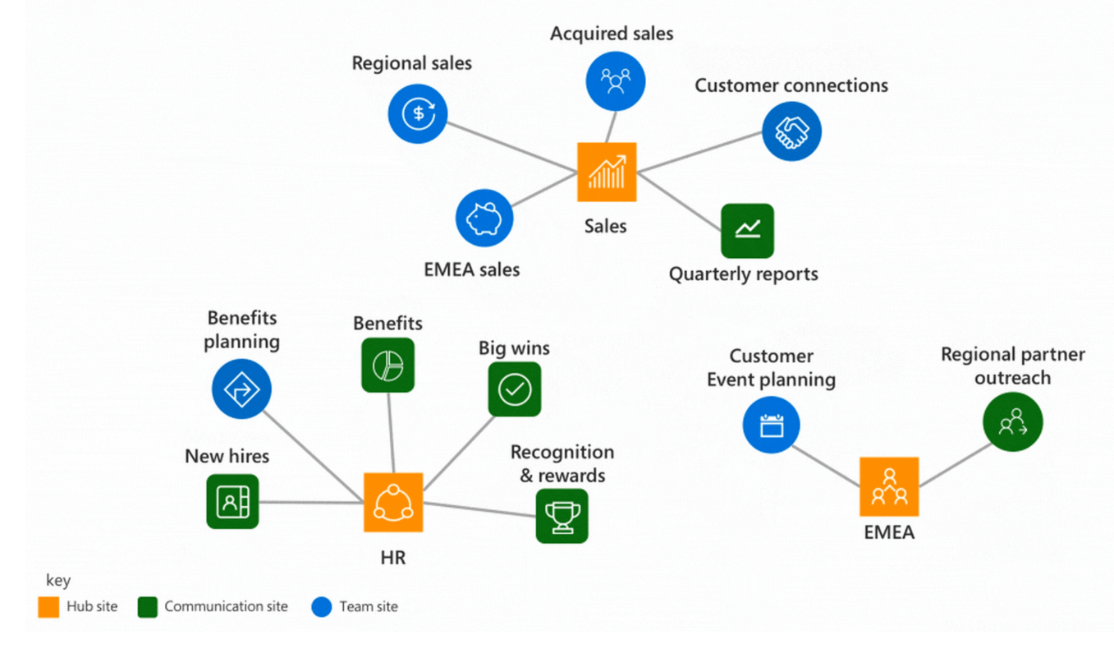 Acquired sales
Regional sales
Customer connections
$
Sales
EMEA sales
Quarterly reports
Benefits
planning
Benefits
Big wins
New hires
Recognition
& rewards
HR
Customer
Event planning
Regional partner
outreach
EMEA
key
Hub site
Communication site
Team site